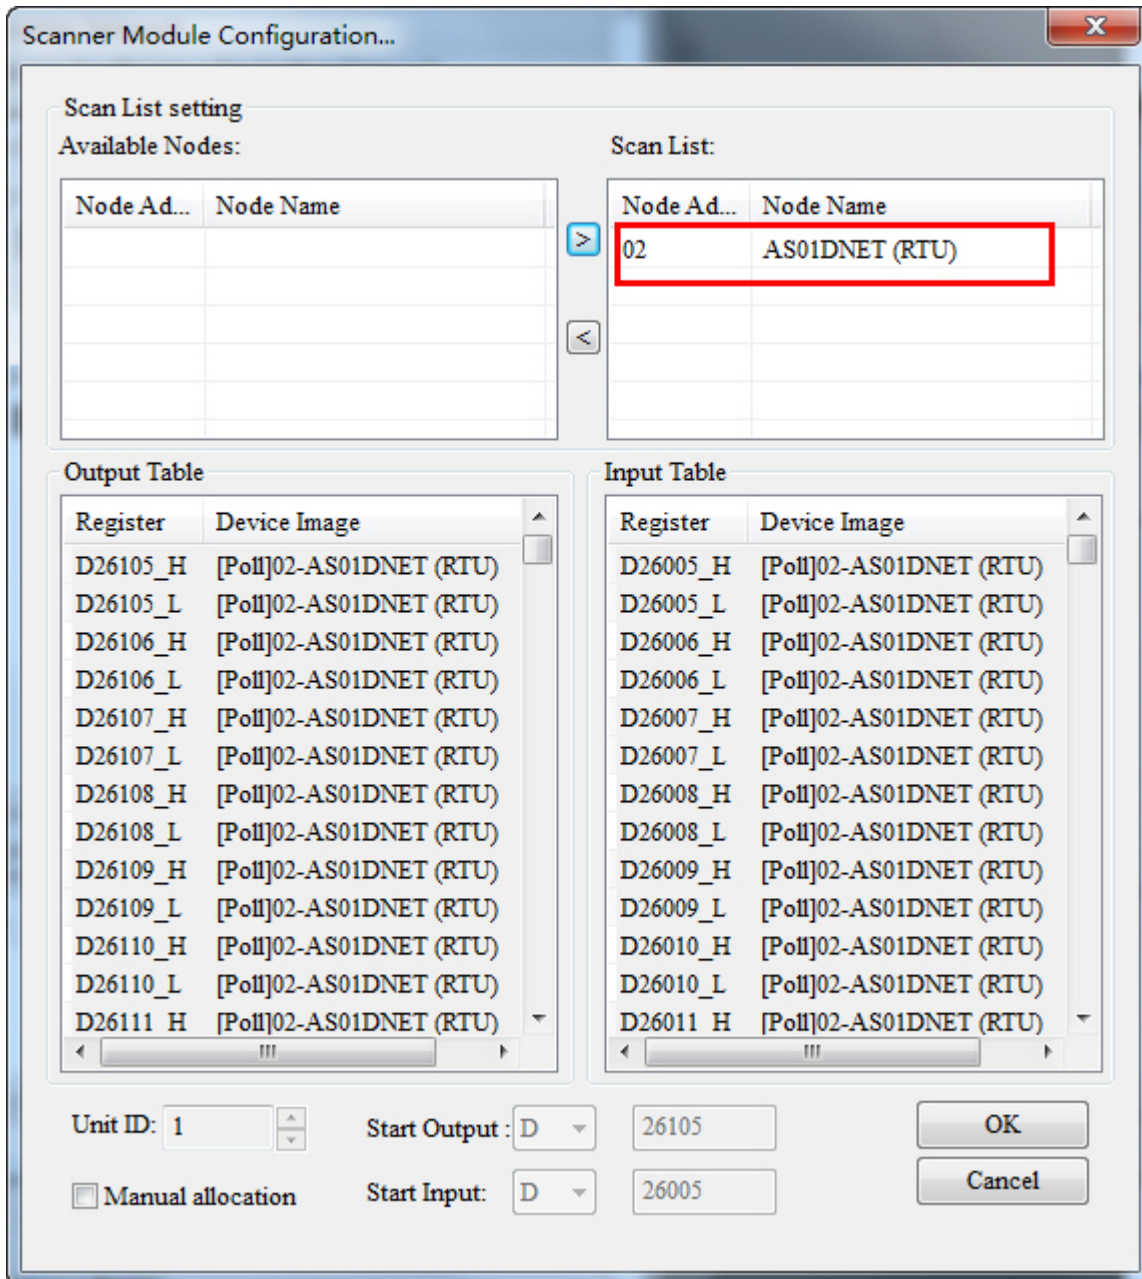 Scanner Module Configuration...
x
Scan List setting
Available Nodes: Scan List:
Node Ad... Node Name Node Ad... Node Name
> 02 AS01DNET (RTU)
<
Output Table Input Table
Register Device Image Register Device Image
D26105_H [Poll]02-AS01DNET (RTU) D26005_H [Poll]02-AS01DNET (RTU)
D26105_L [Poll]02-AS01DNET (RTU) D26005_L [Poll]02-AS01DNET (RTU)
D26106_H [Poll]02-AS01DNET (RTU) D26006_H [Poll]02-AS01DNET (RTU)
D26106_L [Poll]02-AS01DNET (RTU) D26006_L [Poll]02-AS01DNET (RTU)
D26107_H [Poll]02-AS01DNET (RTU) D26007_H [Poll]02-AS01DNET (RTU)
D26107_L [Poll]02-AS01DNET (RTU) D26007_L [Poll]02-AS01DNET (RTU)
D26108_H [Poll]02-AS01DNET (RTU) D26008_H [Poll]02-AS01DNET (RTU)
D26108_L [Poll]02-AS01DNET (RTU) D26008_L [Poll]02-AS01DNET (RTU)
D26109_H [Poll]02-AS01DNET (RTU) D26009_H [Poll]02-AS01DNET (RTU)
D26109_L [Poll]02-AS01DNET (RTU) D26009_L [Poll]02-AS01DNET (RTU)
D26110_H [Poll]02-AS01DNET (RTU) D26010_H [Poll]02-AS01DNET (RTU)
D26110_L [Poll]02-AS01DNET (RTU) D26010_L [Poll]02-AS01DNET (RTU)
D26111_H [Poll]02-AS01DNET (RTU) D26011_H [Poll]02-AS01DNET (RTU)
Unit ID: 1 Start Output : D 26105 OK
Manual allocation Start Input: D 26005 Cancel